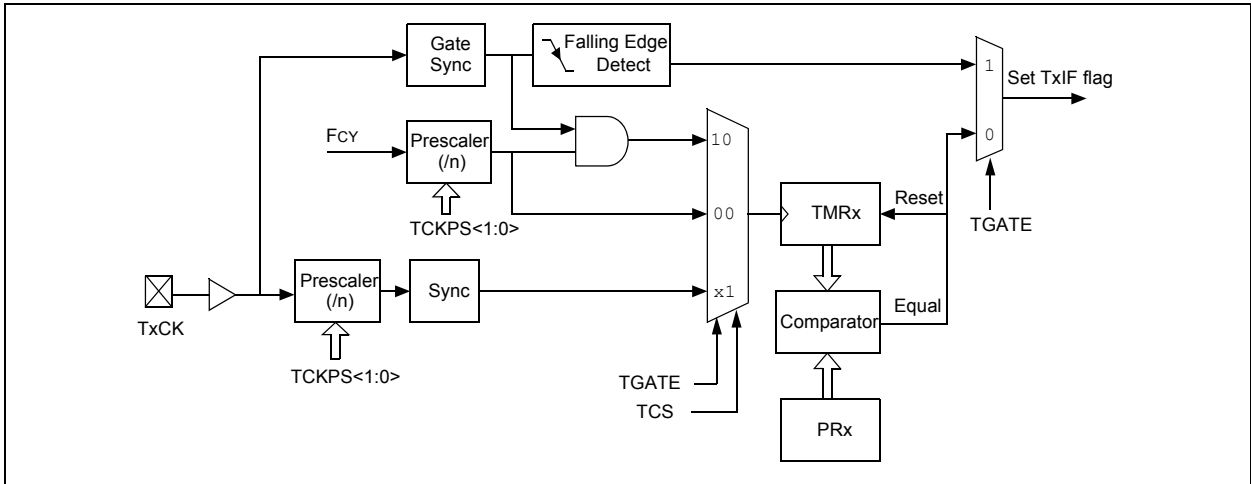 Gate
Sync
Falling Edge
Detect
1
Set TxIF flag
0
TGATE
FCY
Prescaler
(/n)
TCKPS<1:0>
10
00
x1
TMRx
Reset
TxCK
Prescaler
(/n)
TCKPS<1:0>
Sync
Comparator
Equal
TGATE
TCS
PRx